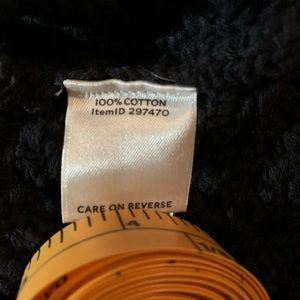 100% COTTON
ItemID 297470
CARE ON REVERSE
4